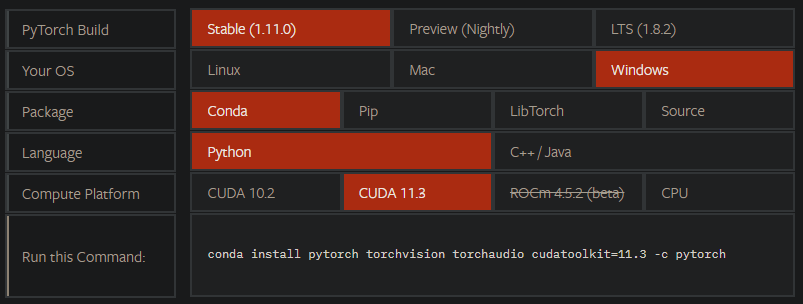 PyTorch Build Stable (1.11.0) Preview (Nightly) LTS (1.8.2)
Your OS Linux Mac Windows
Package Conda Pip LibTorch Source
Language Python C++ / Java
Compute Platform CUDA 10.2 CUDA 11.3 ROCm 4.5.2 (beta) CPU
Run this Command: conda install pytorch torchvision torchaudio cudatoolkit=11.3 -c pytorch